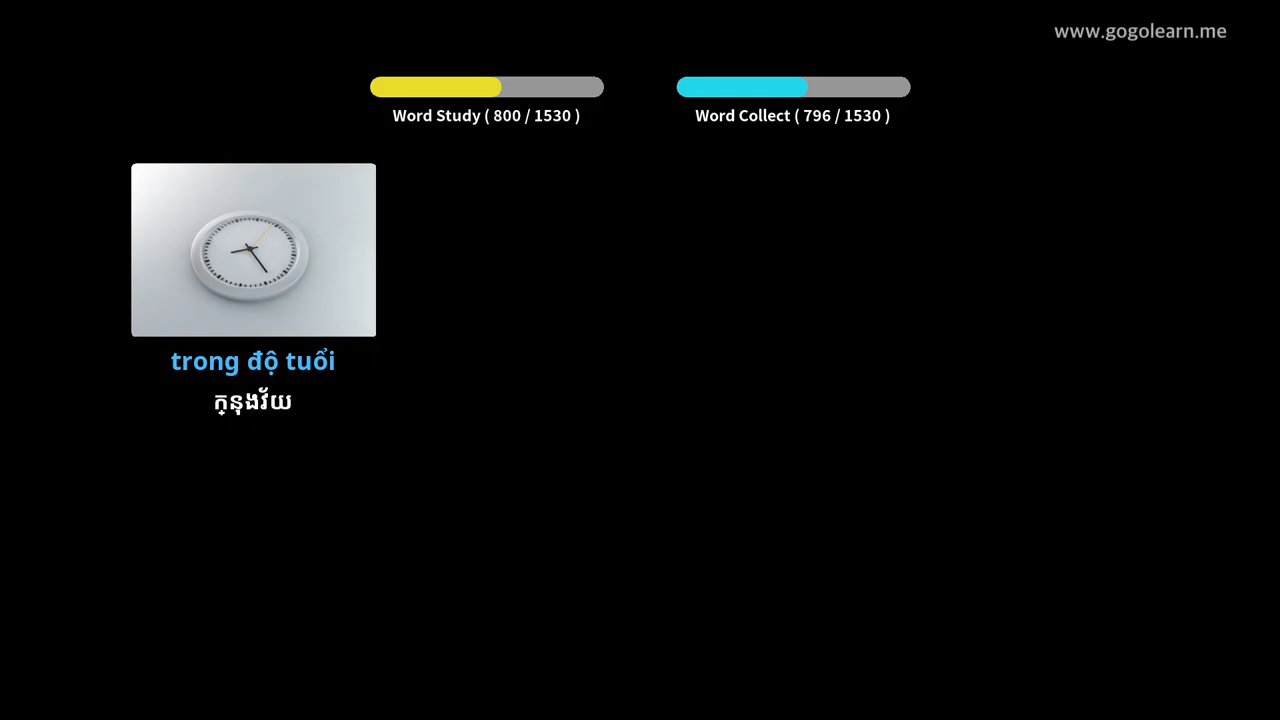 www.gogolearn.me
Word Study ( 800 / 1530 )
Word Collect ( 796 / 1530 )
trong độ tuổi
ក្នុងវ័យ